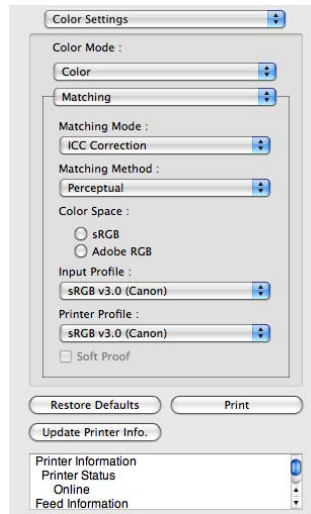 Color Settings
Color Mode :
Color
Matching
Matching Mode :
ICC Correction
Matching Method :
Perceptual
Color Space :
sRGB
Adobe RGB
Input Profile :
sRGB v3.0 (Canon)
Printer Profile :
sRGB v3.0 (Canon)
Soft Proof
Restore Defaults Print
Update Printer Info.
Printer Information
Printer Status
Online
Feed Information